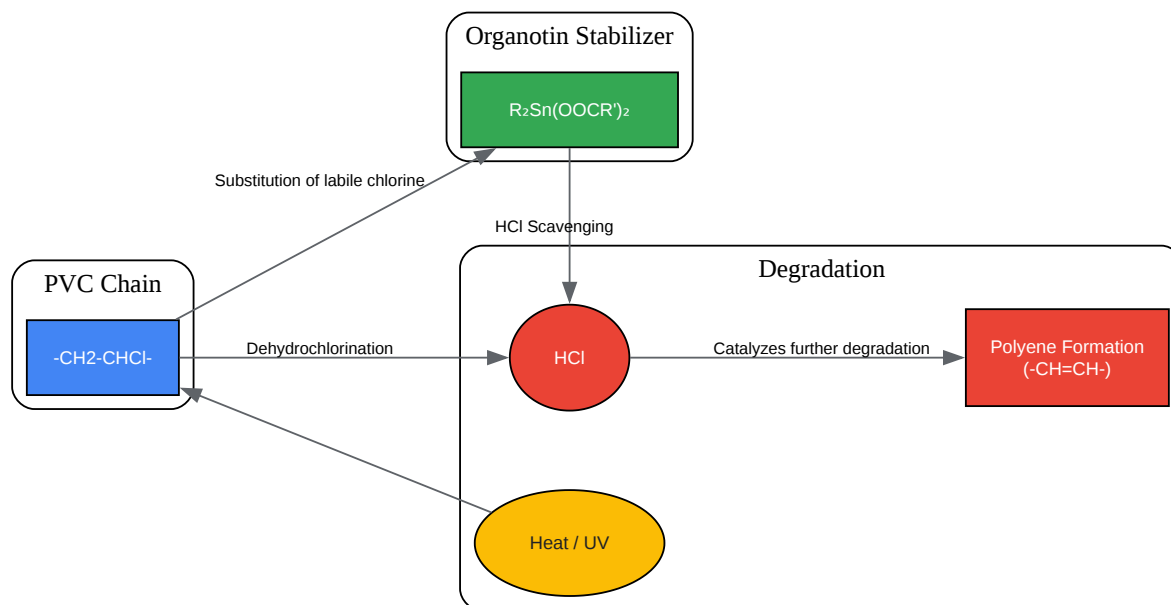 Organotin Stabilizer
R₂Sn(OOCR')₂
Substitution of labile chlorine
HCl Scavenging
PVC Chain
-CH2-CHCl-
Dehydrochlorination
Degradation
HCl
Catalyzes further degradation
Polyene Formation
(-CH=CH-)
Heat / UV